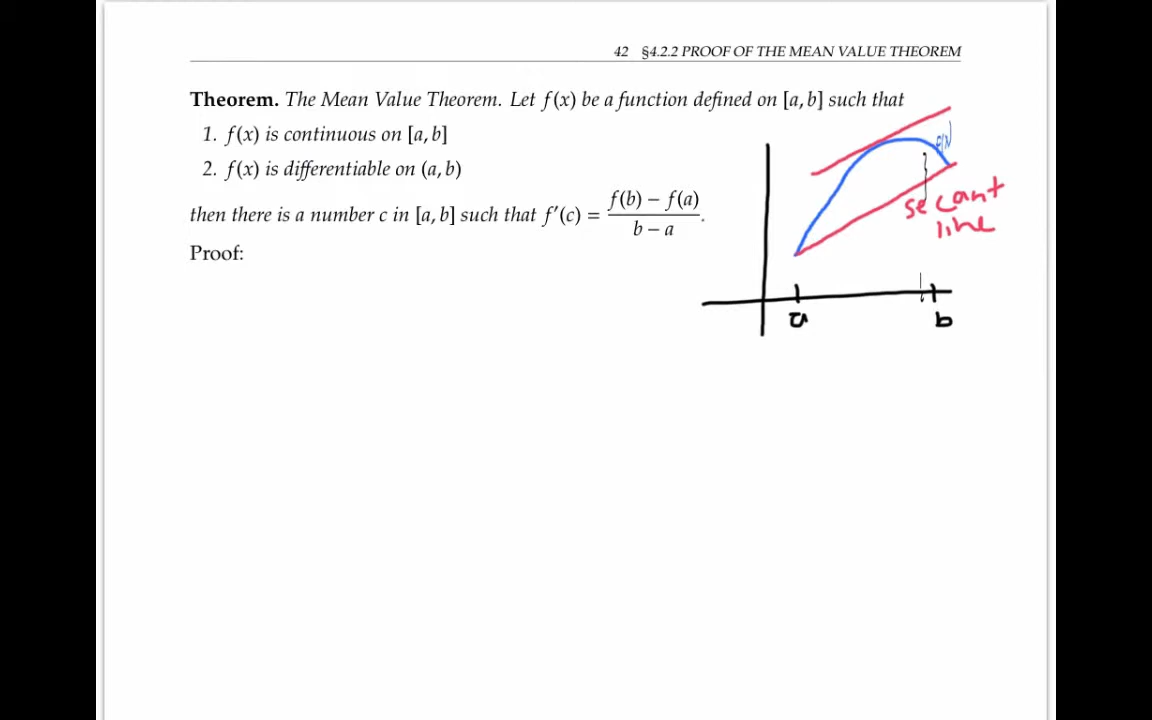 42 §4.2.2 PROOF OF THE MEAN VALUE THEOREM
Theorem. The Mean Value Theorem. Let f(x) be a function defined on [a, b] such that
1. f(x) is continuous on [a, b]
2. f(x) is differentiable on (a, b)
then there is a number c in [a, b] such that f′(c) = f(b) − f(a) / b − a .
Proof:
f(x)
secant
line
a
b